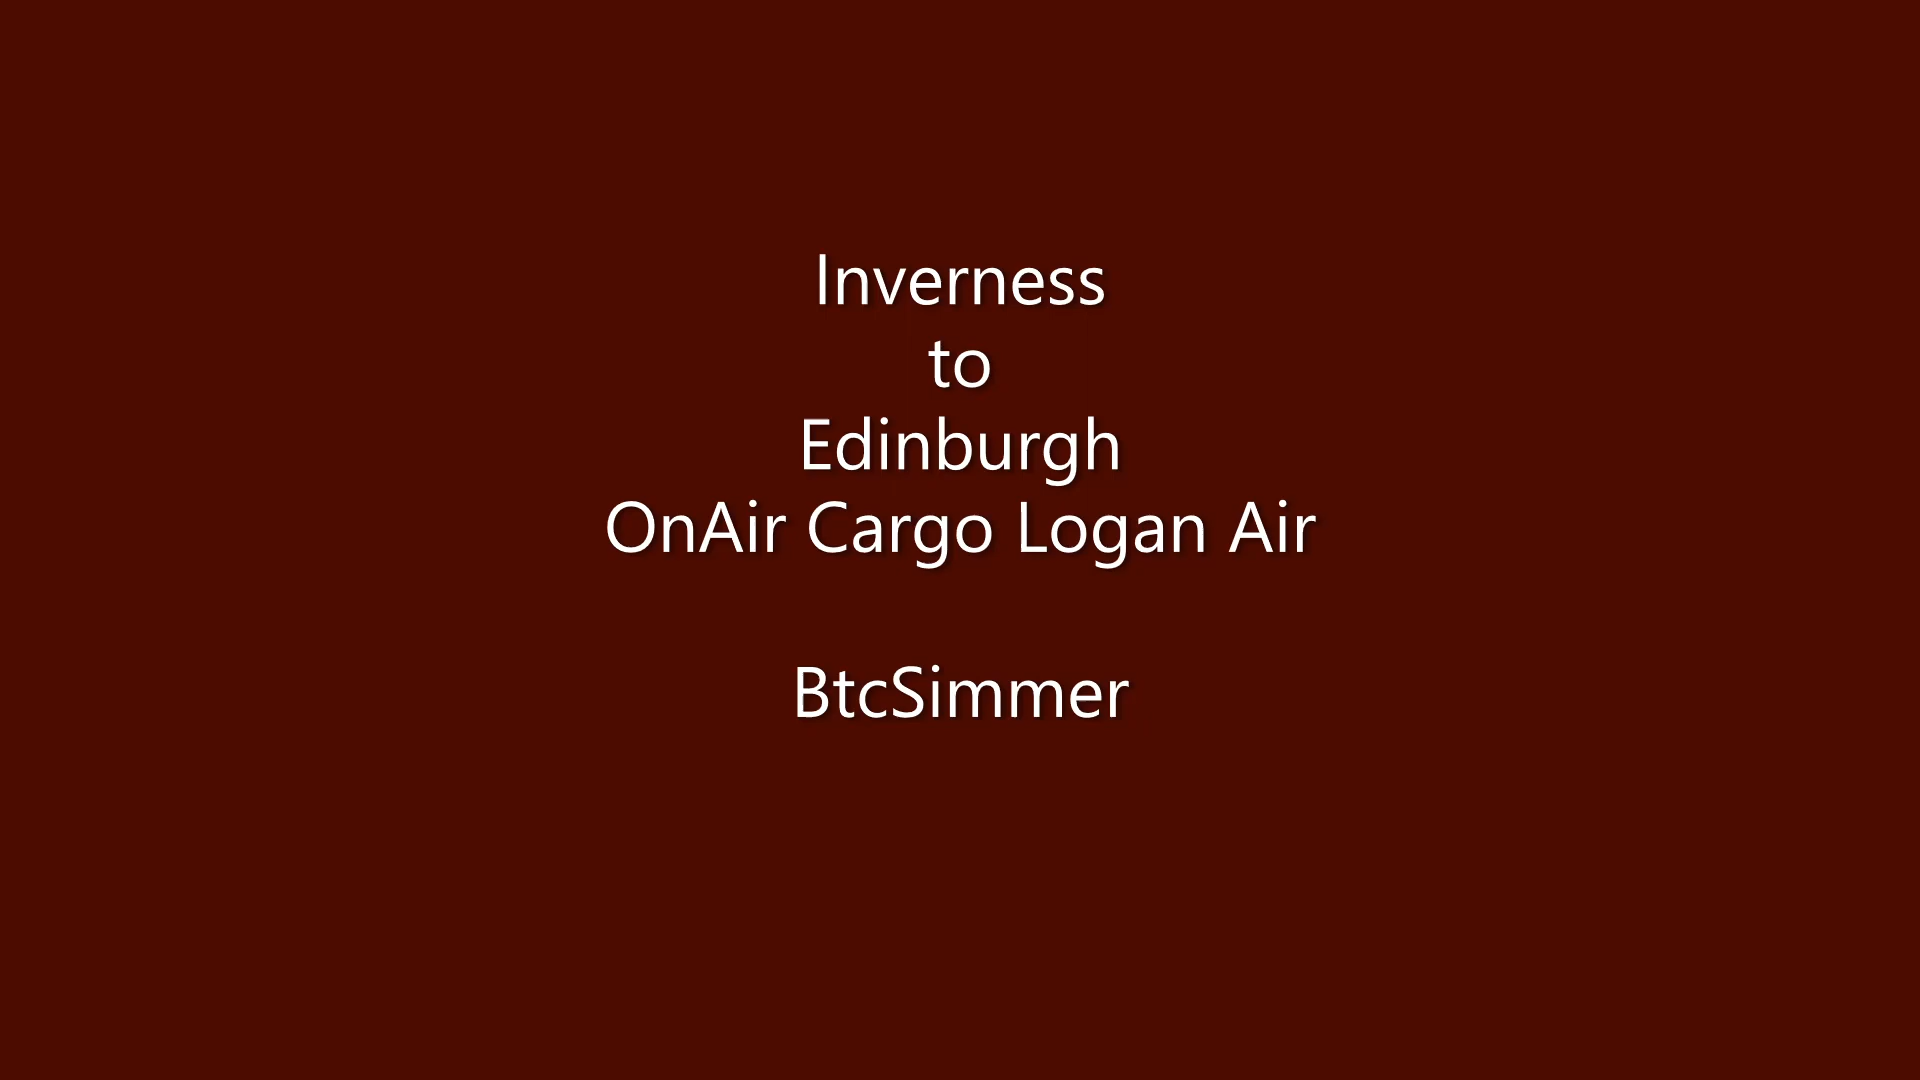 Inverness
to
Edinburgh
OnAir Cargo Logan Air
BtcSimmer